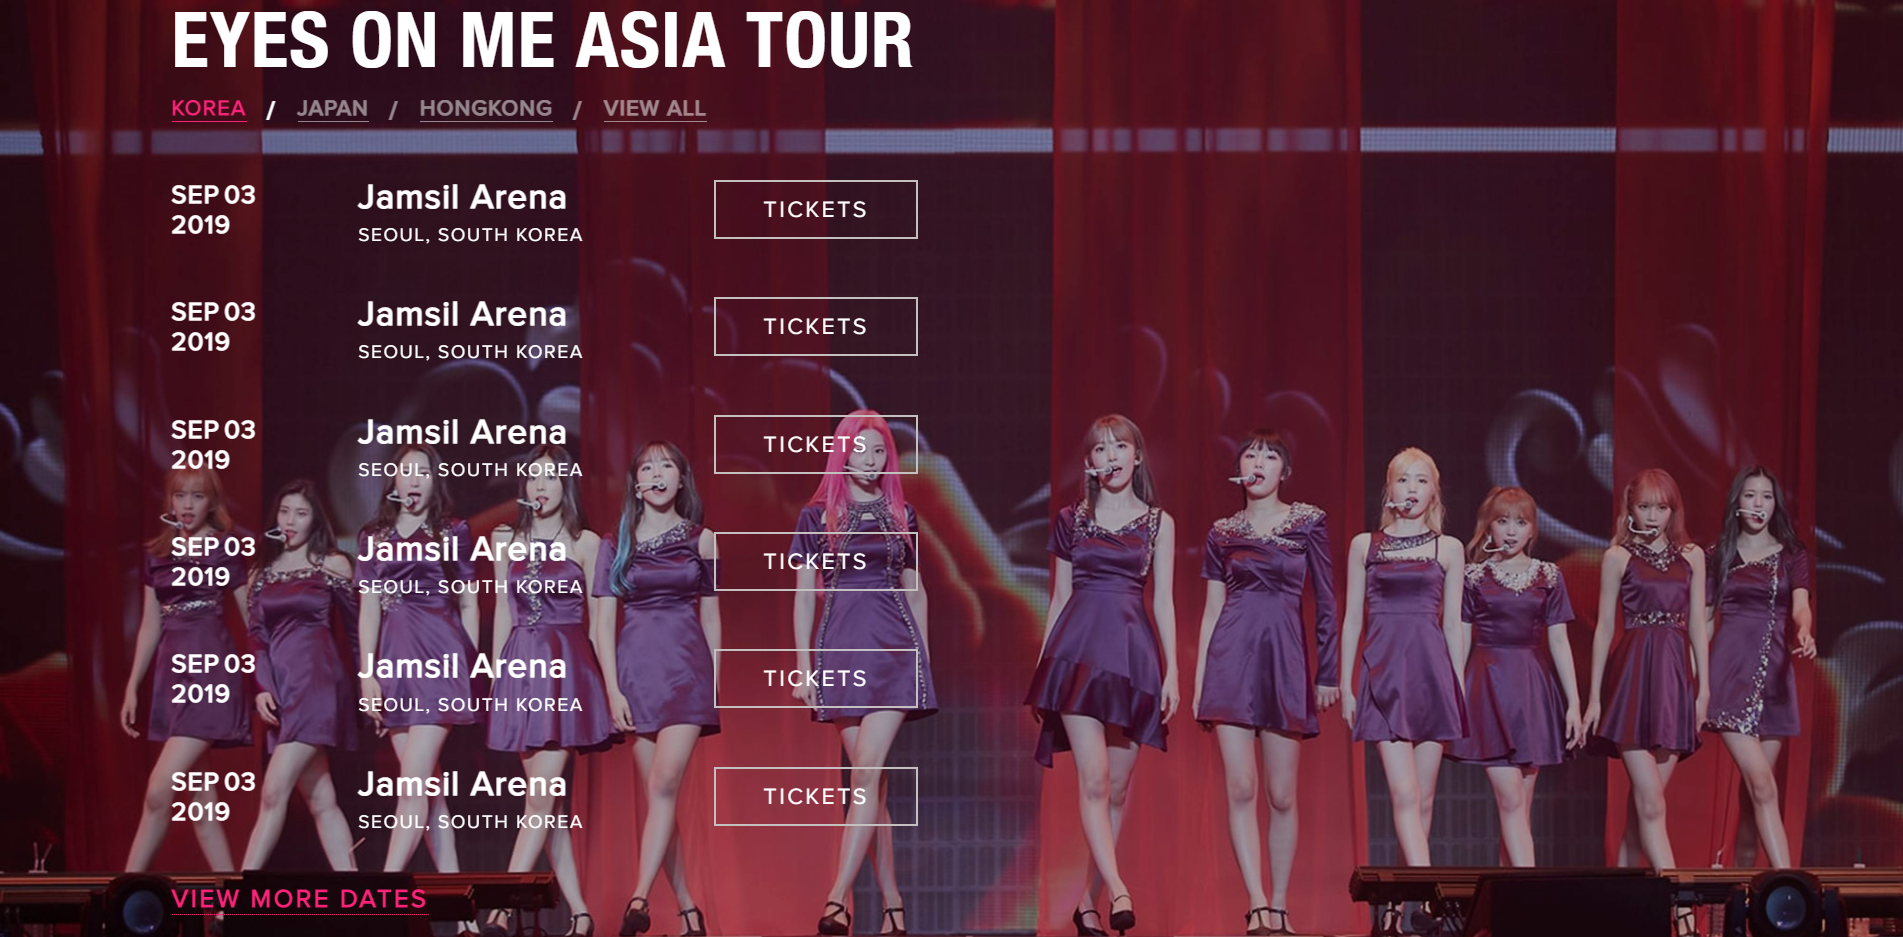 EYES ON ME ASIA TOUR
KOREA / JAPAN / HONGKONG / VIEW ALL
SEP 03
2019
Jamsil Arena
SEOUL, SOUTH KOREA
TICKETS
SEP 03
2019
Jamsil Arena
SEOUL, SOUTH KOREA
TICKETS
SEP 03
2019
Jamsil Arena
SEOUL, SOUTH KOREA
TICKETS
SEP 03
2019
Jamsil Arena
SEOUL, SOUTH KOREA
TICKETS
SEP 03
2019
Jamsil Arena
SEOUL, SOUTH KOREA
TICKETS
SEP 03
2019
Jamsil Arena
SEOUL, SOUTH KOREA
TICKETS
VIEW MORE DATES